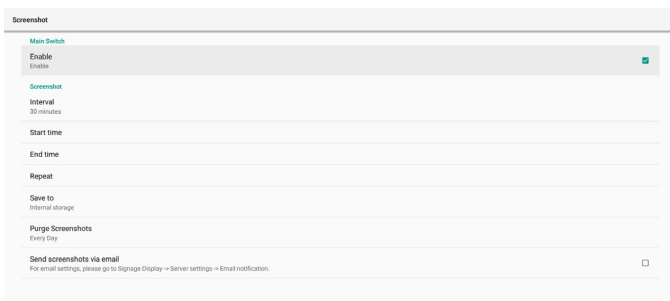 Screenshot
Main Switch
Enable
Enable
Screenshot
Interval
30 minutes
Start time
End time
Repeat
Save to
Internal storage
Purge Screenshots
Every Day
Send screenshots via email
For email settings, please go to Signage Display -> Server settings -> Email notification.